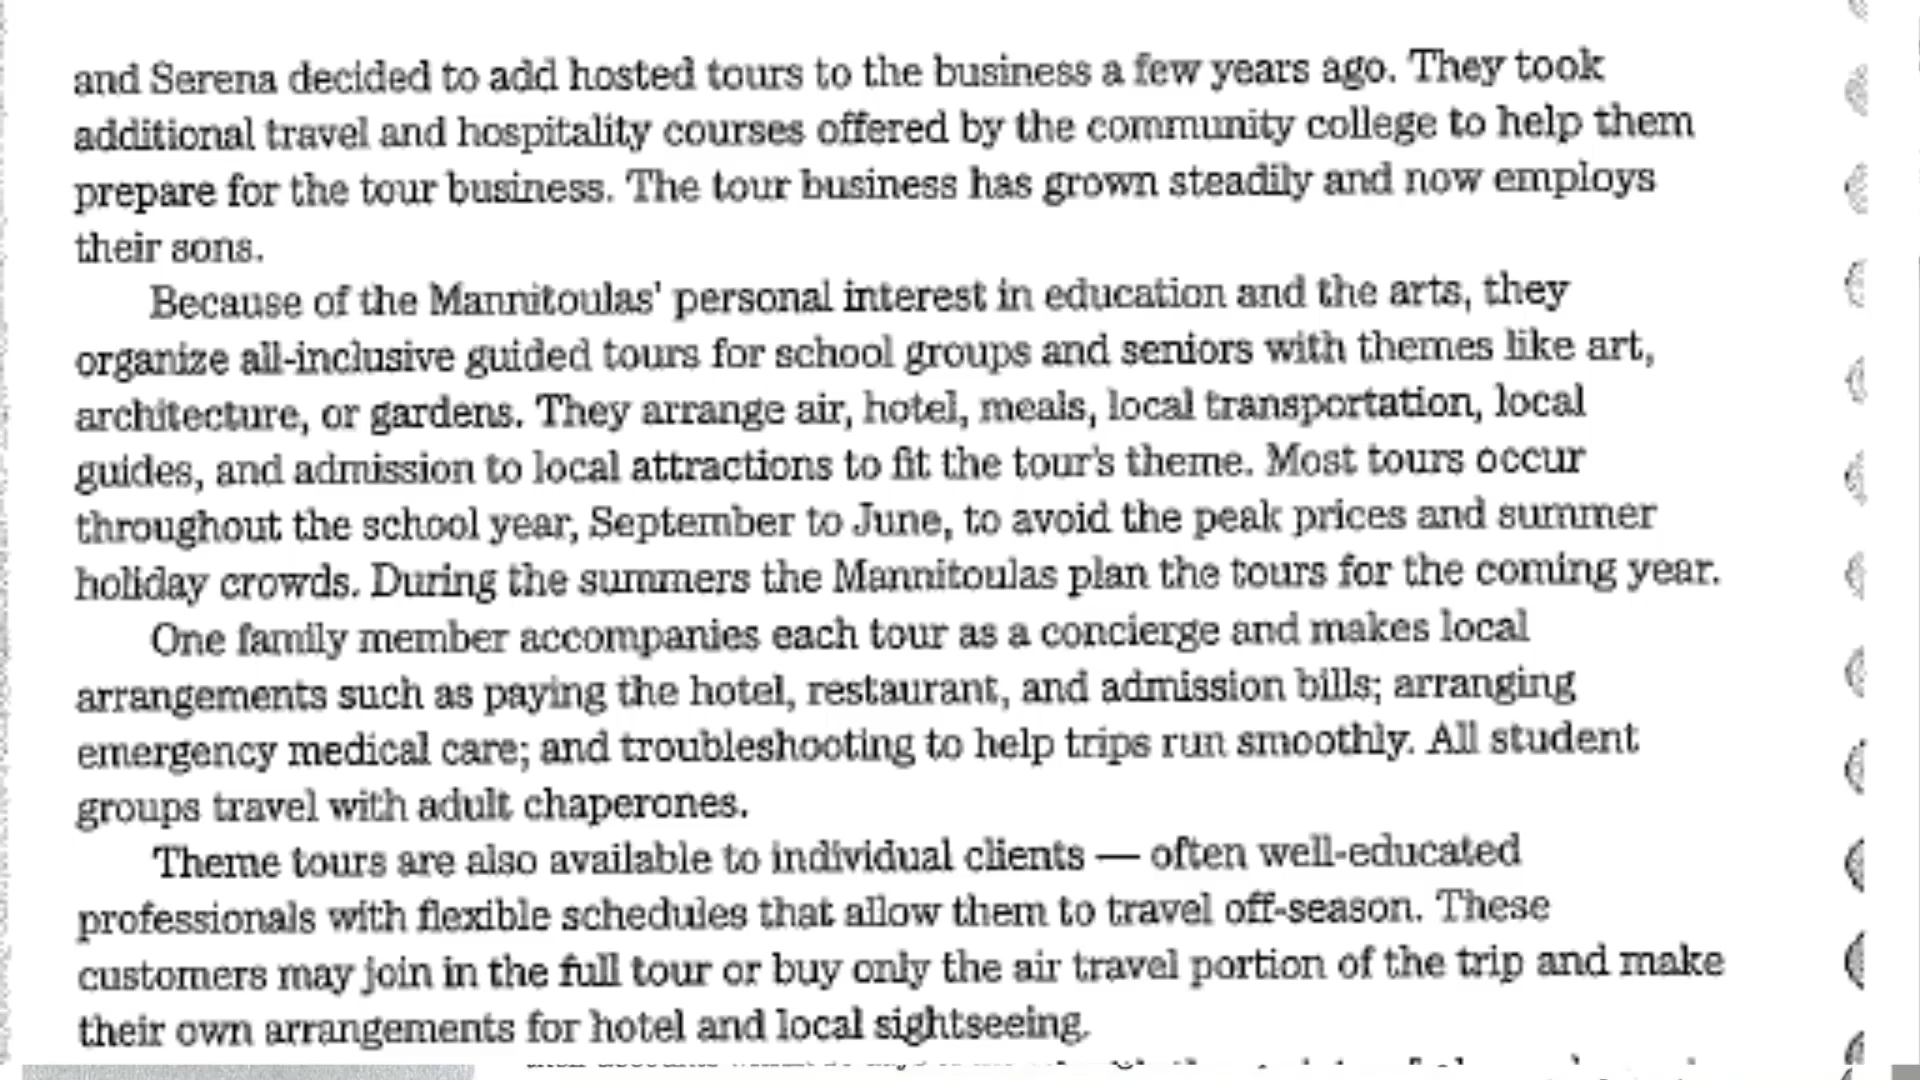 and Serena decided to add hosted tours to the business a few years ago. They took
additional travel and hospitality courses offered by the community college to help them
prepare for the tour business. The tour business has grown steadily and now employs
their sons.
Because of the Mannitoulas' personal interest in education and the arts, they
organize all-inclusive guided tours for school groups and seniors with themes like art,
architecture, or gardens. They arrange air, hotel, meals, local transportation, local
guides, and admission to local attractions to fit the tour's theme. Most tours occur
throughout the school year, September to June, to avoid the peak prices and summer
holiday crowds. During the summers the Mannitoulas plan the tours for the coming year.
One family member accompanies each tour as a concierge and makes local
arrangements such as paying the hotel, restaurant, and admission bills; arranging
emergency medical care; and troubleshooting to help trips run smoothly. All student
groups travel with adult chaperones.
Theme tours are also available to individual clients — often well-educated
professionals with flexible schedules that allow them to travel off-season. These
customers may join in the full tour or buy only the air travel portion of the trip and make
their own arrangements for hotel and local sightseeing.